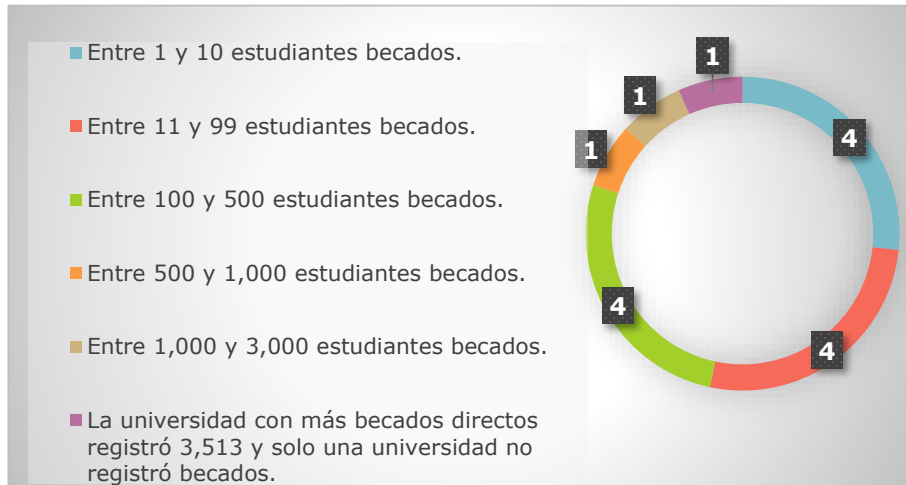 Entre 1 y 10 estudiantes becados.
Entre 11 y 99 estudiantes becados.
Entre 100 y 500 estudiantes becados.
Entre 500 y 1,000 estudiantes becados.
Entre 1,000 y 3,000 estudiantes becados.
La universidad con más becados directos
registró 3,513 y solo una universidad no
registró becados.
1
1
4
1
4
4